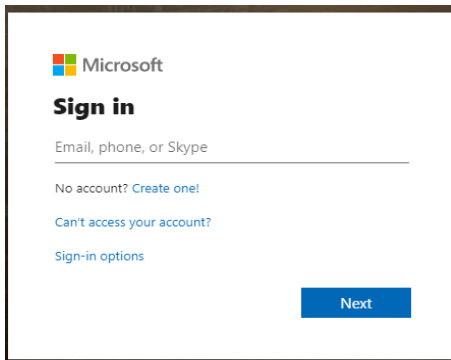 Microsoft
Sign in
Email, phone, or Skype
No account? Create one!
Can't access your account?
Sign-in options
Next